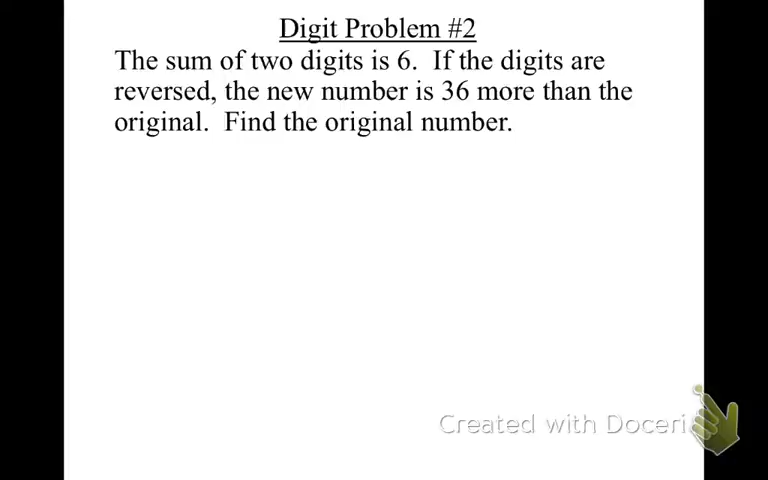 Digit Problem #2
The sum of two digits is 6.  If the digits are
reversed, the new number is 36 more than the
original.  Find the original number.
Created with Doceri